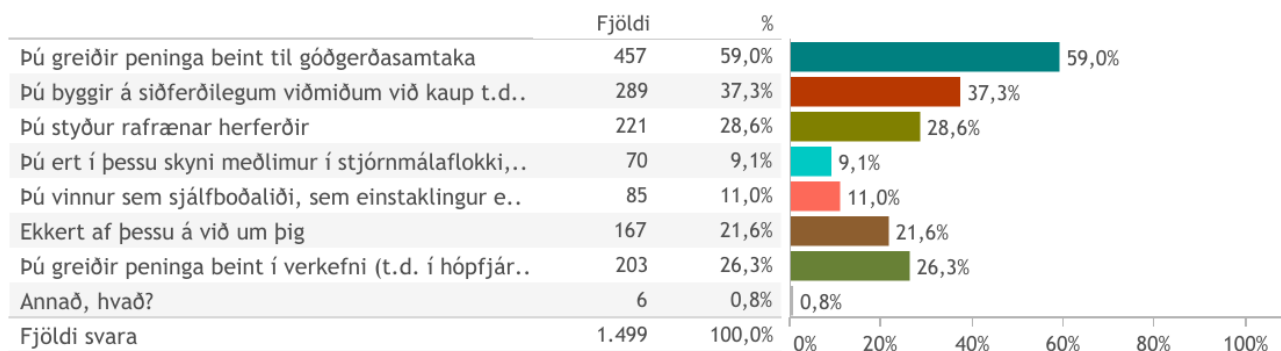 Fjöldi %
Þú greiðir peninga beint til góðgerðasamtaka 457 59,0% 59,0%
Þú byggir á siðferðilegum viðmiðum við kaup t.d.. 289 37,3% 37,3%
Þú styður rafrænar herferðir 221 28,6% 28,6%
Þú ert í þessu skyni meðlimur í stjórnmálaflokki,.. 70 9,1% 9,1%
Þú vinnur sem sjálfboðaliði, sem einstaklingur e.. 85 11,0% 11,0%
Ekkert af þessu á við um þig 167 21,6% 21,6%
Þú greiðir peninga beint í verkefni (t.d. í hópfjár.. 203 26,3% 26,3%
Annað, hvað? 6 0,8% 0,8%
Fjöldi svara 1.499 100,0% 0% 20% 40% 60% 80% 100%